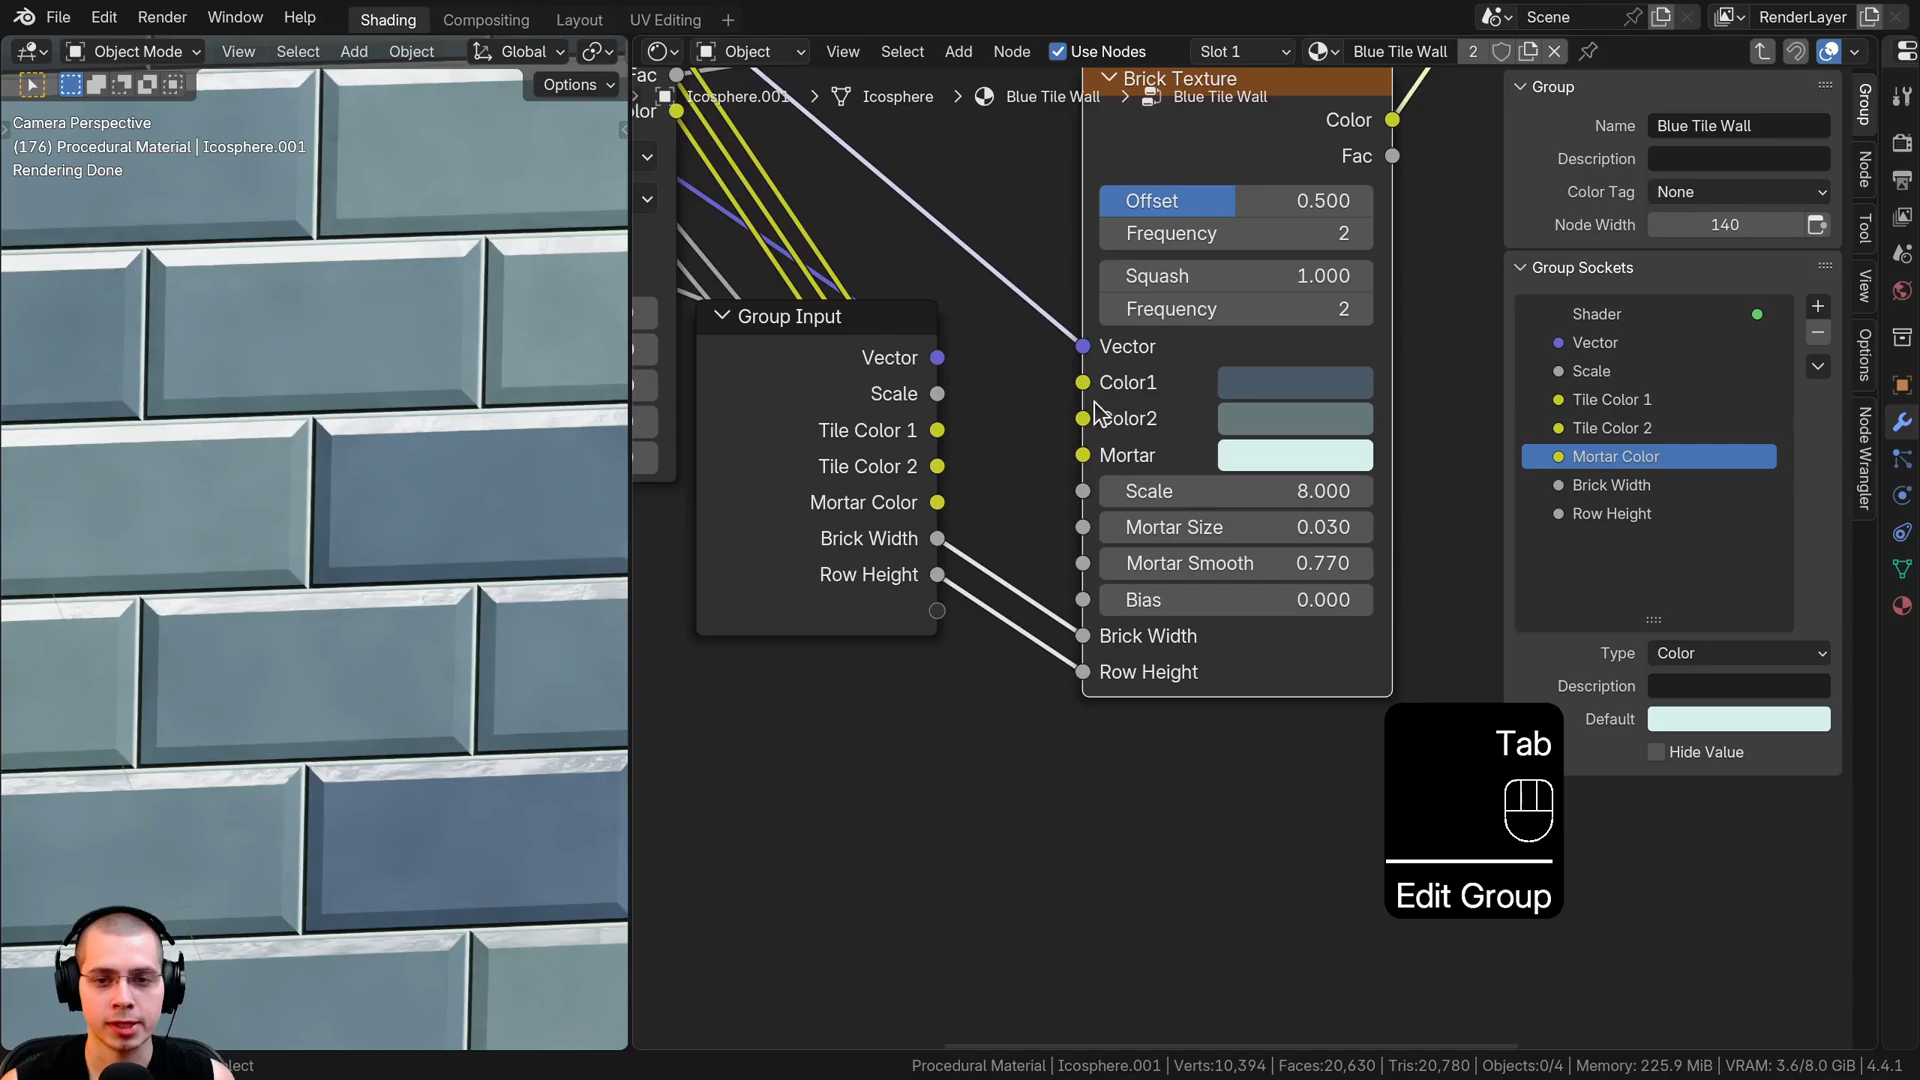 File Edit Render Window Help Shading Compositing Layout UV Editing + Scene RenderLayer
Object Mode View Select Add Object Global Object View Select Add Node Use Nodes Slot 1 Blue Tile Wall 2
Options
Icosphere.001 > Icosphere > Blue Tile Wall > Blue Tile Wall
Camera Perspective
(176) Procedural Material | Icosphere.001
Rendering Done
Fac
lor
Group Input
Vector
Scale
Tile Color 1
Tile Color 2
Mortar Color
Brick Width
Row Height
Brick Texture
Color
Fac
Offset 0.500
Frequency 2
Squash 1.000
Frequency 2
Vector
Color1
Color2
Mortar
Scale 8.000
Mortar Size 0.030
Mortar Smooth 0.770
Bias 0.000
Brick Width
Row Height
Group
Name Blue Tile Wall
Description
Color Tag None
Node Width 140
Group Sockets
Shader
Vector
Scale
Tile Color 1
Tile Color 2
Mortar Color
Brick Width
Row Height
Type Color
Description
Default
Hide Value
Group
Node
Tool
View
Options
Node Wrangler
Tab
Edit Group
lect
Procedural Material | Icosphere.001 | Verts:10,394 | Faces:20,630 | Tris:20,780 | Objects:0/4 | Memory: 225.9 MiB | VRAM: 3.6/8.0 GiB | 4.4.1